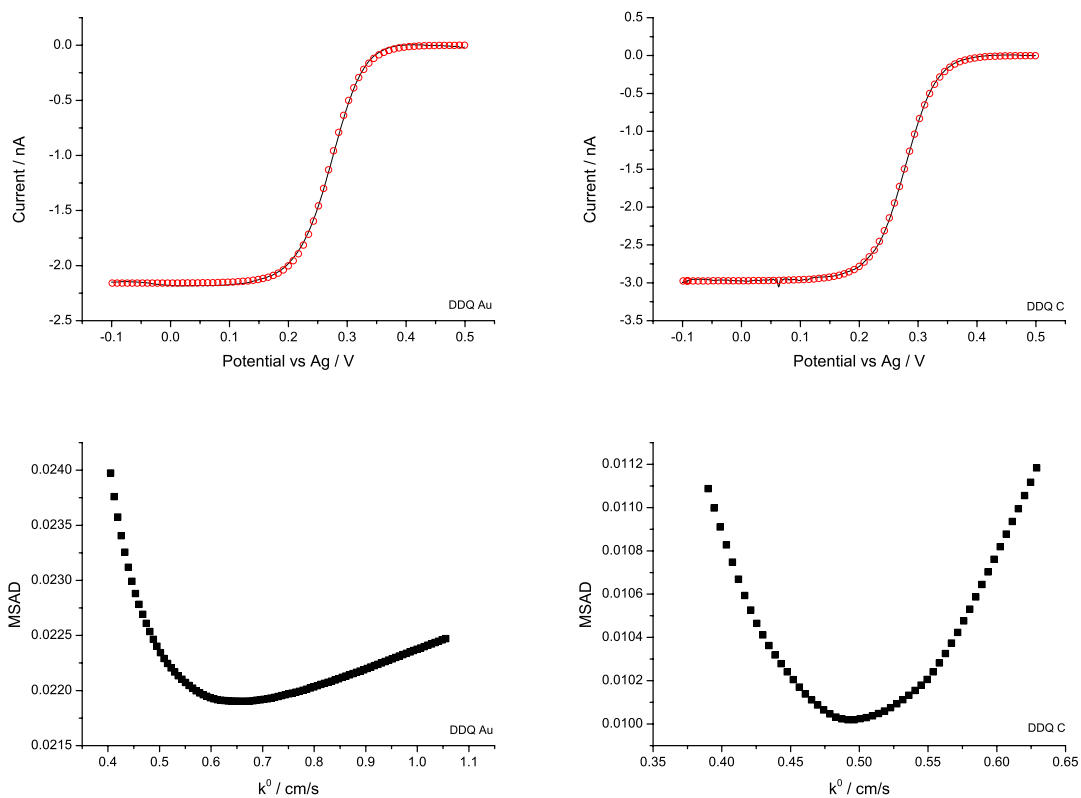 0.0
-0.5
-1.0
-1.5
-2.0
-2.5
Current / nA
-0.1 0.0 0.1 0.2 0.3 0.4 0.5
Potential vs Ag / V
DDQ Au
0.5
0.0
-0.5
-1.0
-1.5
-2.0
-2.5
-3.0
-3.5
Current / nA
-0.1 0.0 0.1 0.2 0.3 0.4 0.5
Potential vs Ag / V
DDQ C
0.0240
0.0235
0.0230
0.0225
0.0220
0.0215
MSAD
0.4 0.5 0.6 0.7 0.8 0.9 1.0 1.1
k⁰ / cm/s
DDQ Au
0.0112
0.0110
0.0108
0.0106
0.0104
0.0102
0.0100
MSAD
0.35 0.40 0.45 0.50 0.55 0.60 0.65
k⁰ / cm/s
DDQ C